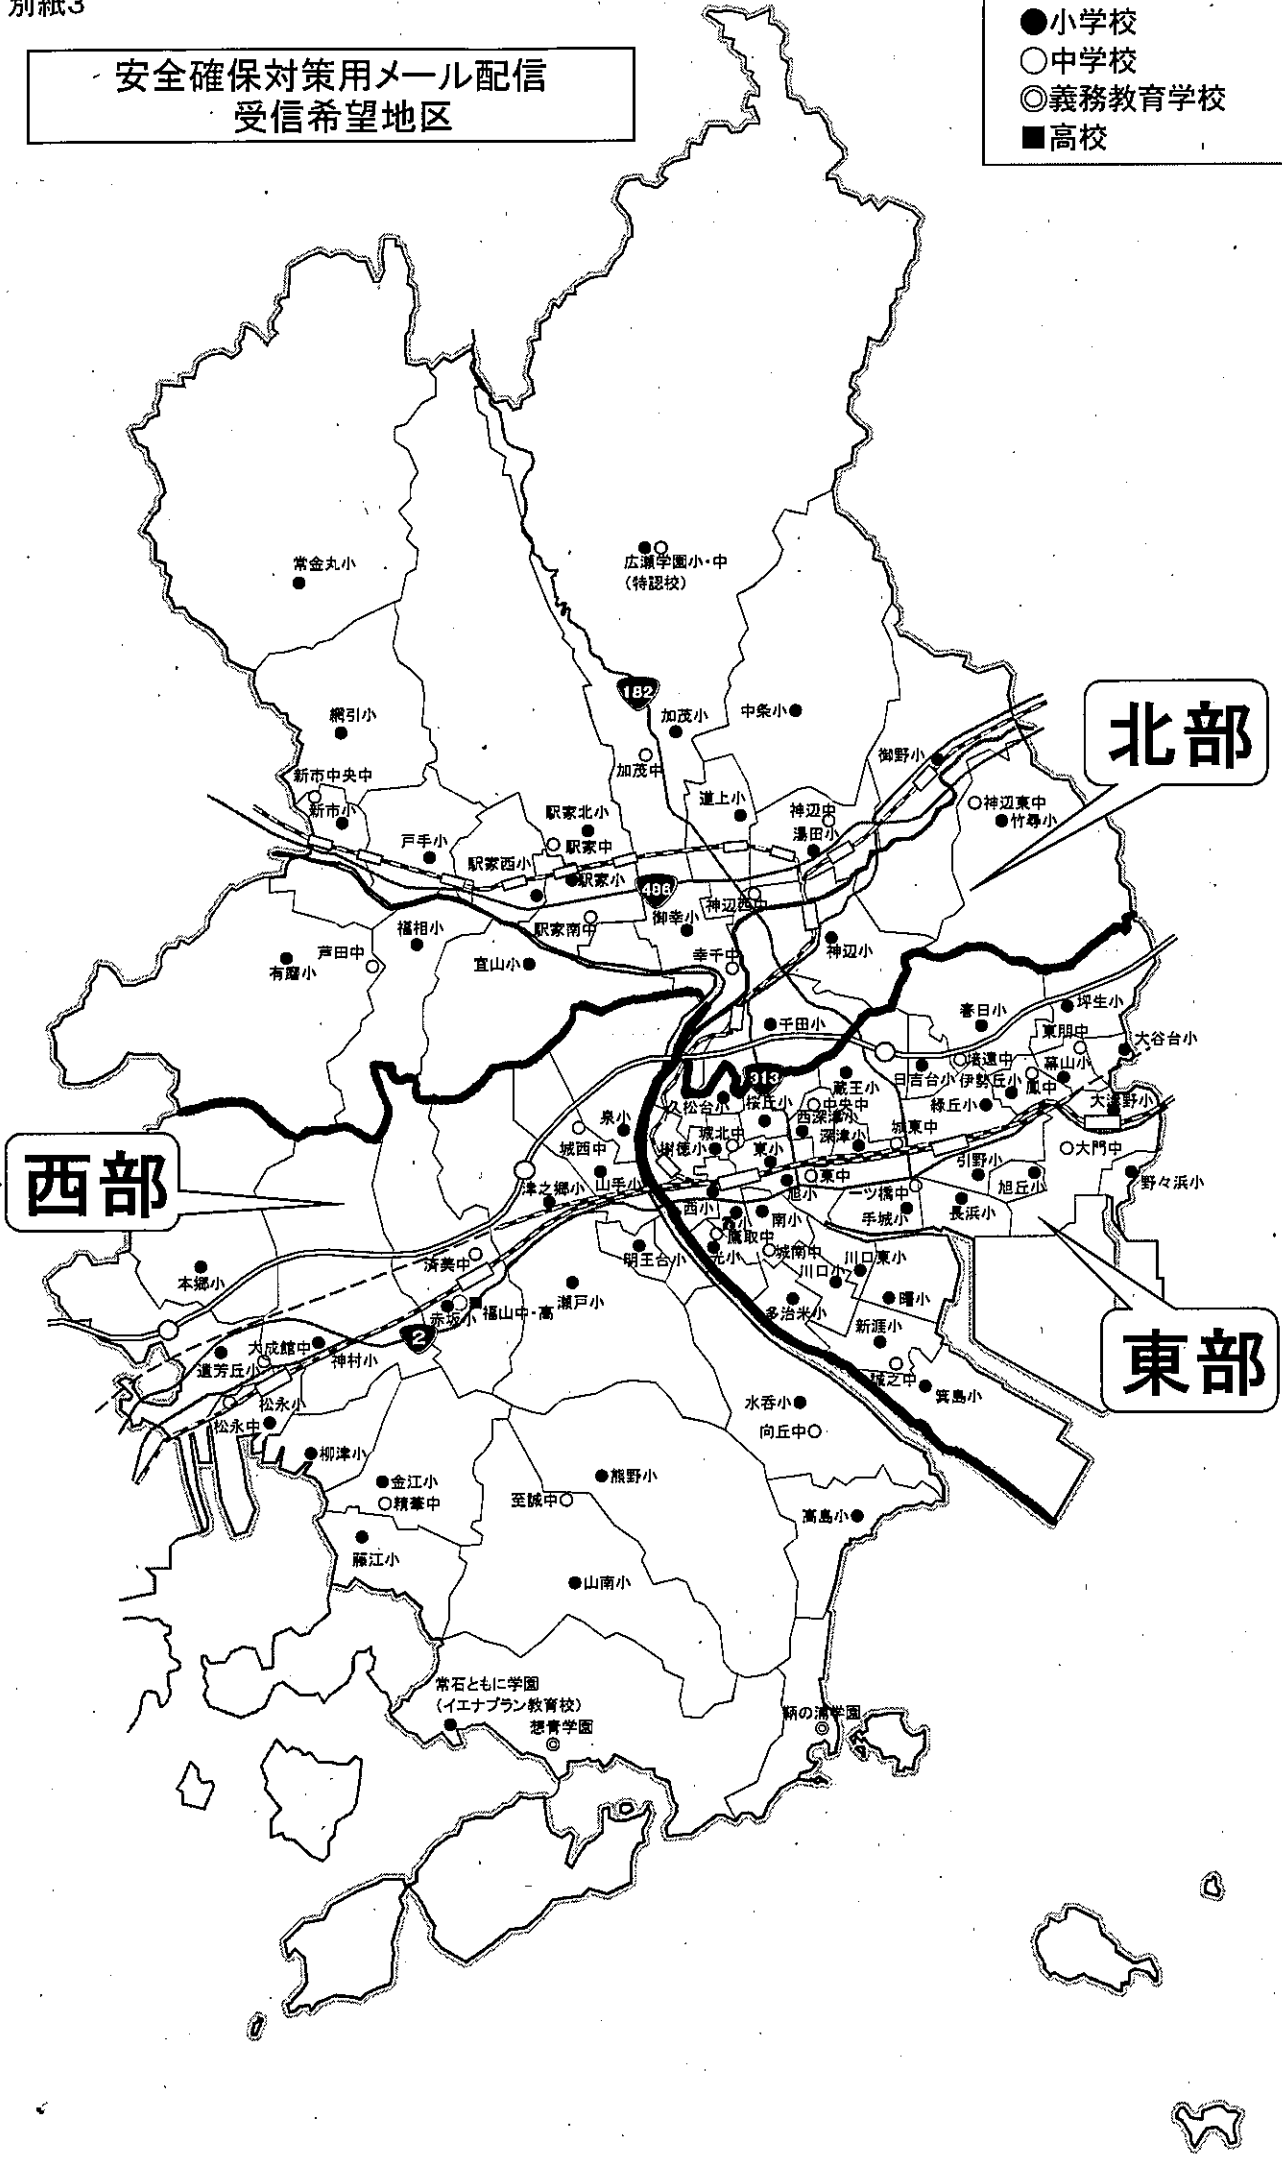 別紙3
安全確保対策用メール配信
受信希望地区
●小学校
○中学校
◎義務教育学校
■高校
常金丸小
広瀬学園小・中
(特認校)
182
網引小
加茂小
中条小
北部
御野小
新市中央中
加茂中
新市小
駅家北小
道上小
神辺中
神辺東中
竹尋小
戸手小
駅家中
湯田小
駅家西小
駅家小
486
神辺西中
福相小
駅家南中
御幸小
芦田中
有磨小
宜山小
幸千中
神辺小
千田小
春日小
坪生小
東朋中
大谷台小
313
蔵王小
日吉台小
培遠中
伊勢丘小
幕山小
鳳中
久松台小
桜丘小
中央中
緑丘小
大津野小
泉小
西深津小
城西中
城北中
深津小
城東中
樹徳小
東小
大門中
西部
引野小
津之郷小
山手小
東中
旭小
一ツ橋中
旭丘小
野々浜小
西小
南小
手城小
長浜小
鷹取中
光小
城南中
明王台小
川口東小
済美中
川口小
本郷小
瀬戸小
曙小
赤坂小
福山中・高
多治米小
2
新涯小
東部
大成館中
神村小
遺芳丘小
誠之中
箕島小
松永小
松永中
水呑小
向丘中
柳津小
金江小
熊野小
精華中
至誠中
高島小
藤江小
山南小
常石ともに学園
(イエナプラン教育校)
想青学園
鞆の浦学園